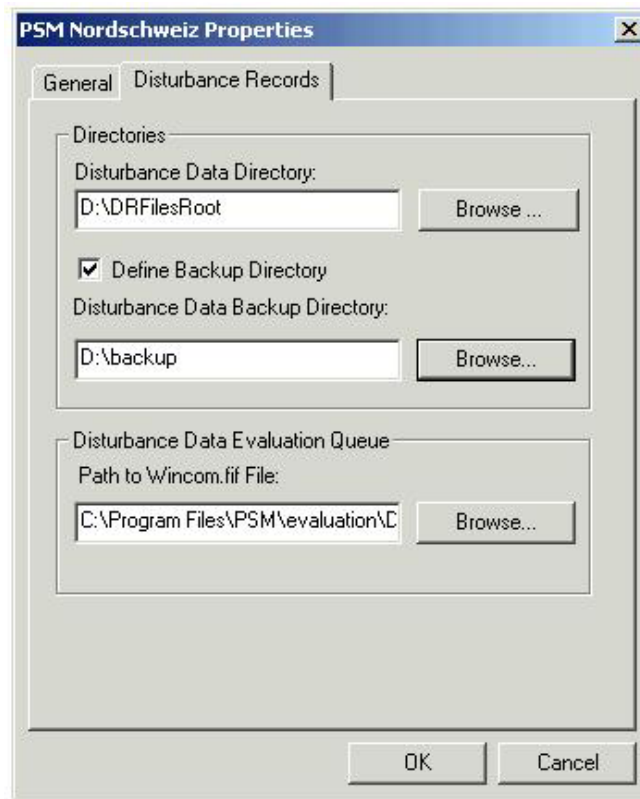 PSM Nordschweiz Properties
General
Disturbance Records
Directories
Disturbance Data Directory:
D:\DRFilesRoot
Browse ...
Define Backup Directory
Disturbance Data Backup Directory:
D:\backup
Browse...
Disturbance Data Evaluation Queue
Path to Wincom.fif File:
C:\Program Files\PSM\evaluation\D
Browse...
OK
Cancel